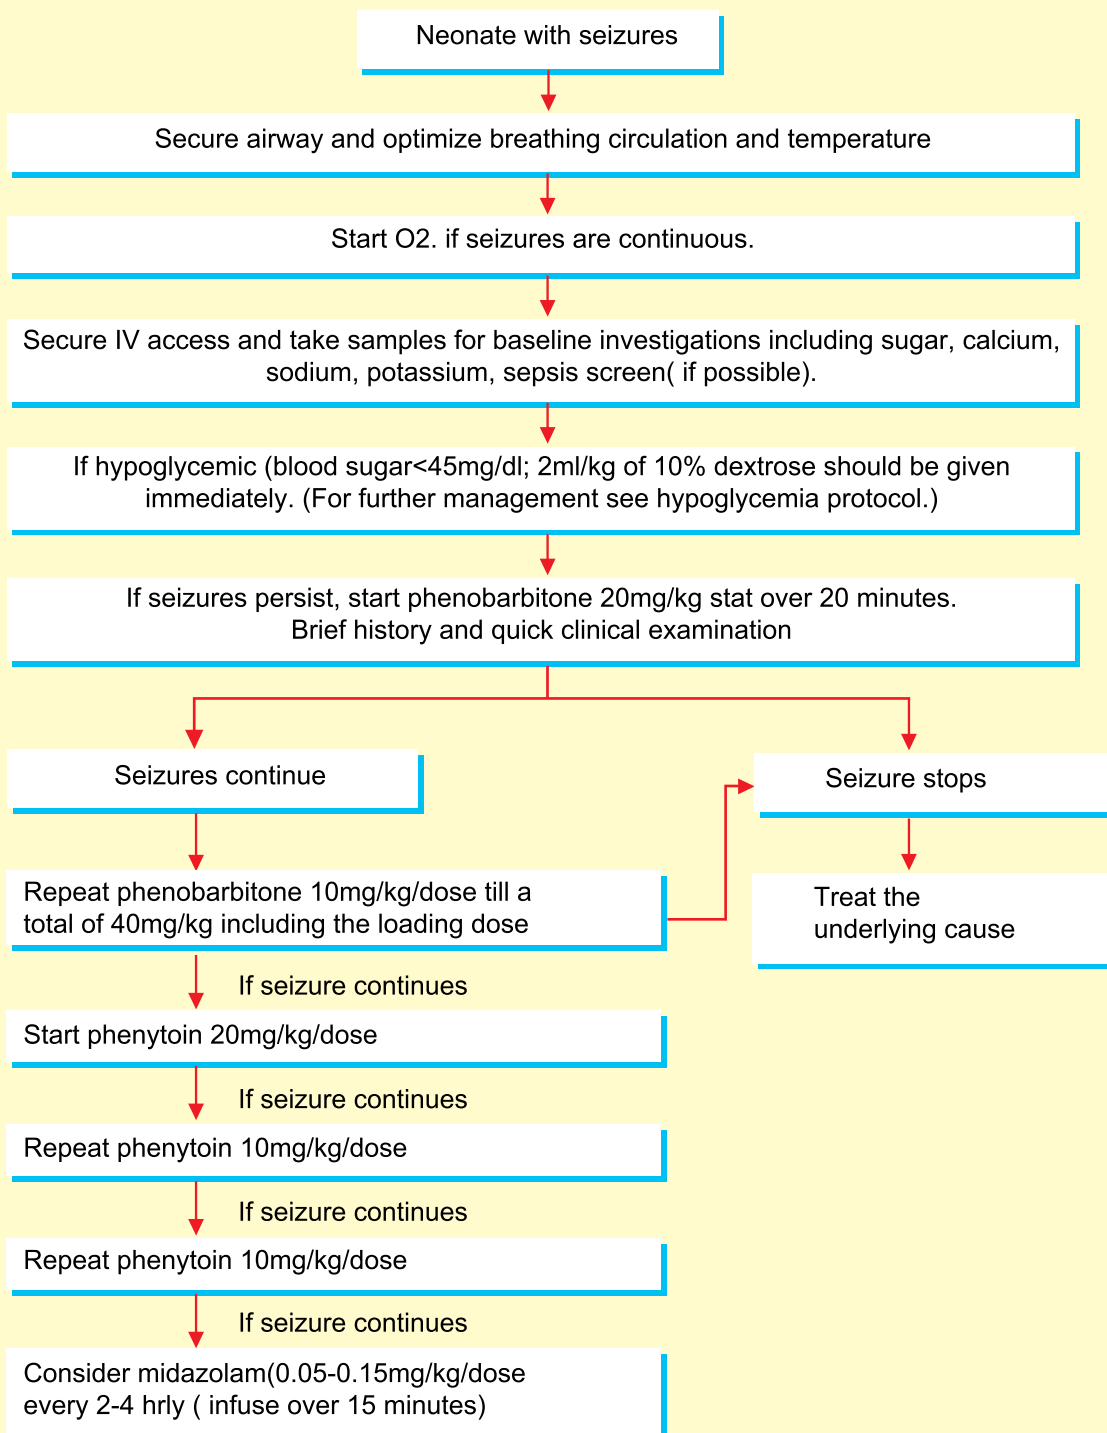 Neonate with seizures
Secure airway and optimize breathing circulation and temperature
Start O2. if seizures are continuous.
Secure IV access and take samples for baseline investigations including sugar, calcium,
sodium, potassium, sepsis screen( if possible).
If hypoglycemic (blood sugar<45mg/dl; 2ml/kg of 10% dextrose should be given
immediately. (For further management see hypoglycemia protocol.)
If seizures persist, start phenobarbitone 20mg/kg stat over 20 minutes.
Brief history and quick clinical examination
Seizures continue
Seizure stops
Repeat phenobarbitone 10mg/kg/dose till a
total of 40mg/kg including the loading dose
Treat the
underlying cause
If seizure continues
Start phenytoin 20mg/kg/dose
If seizure continues
Repeat phenytoin 10mg/kg/dose
If seizure continues
Repeat phenytoin 10mg/kg/dose
If seizure continues
Consider midazolam(0.05-0.15mg/kg/dose
every 2-4 hrly ( infuse over 15 minutes)